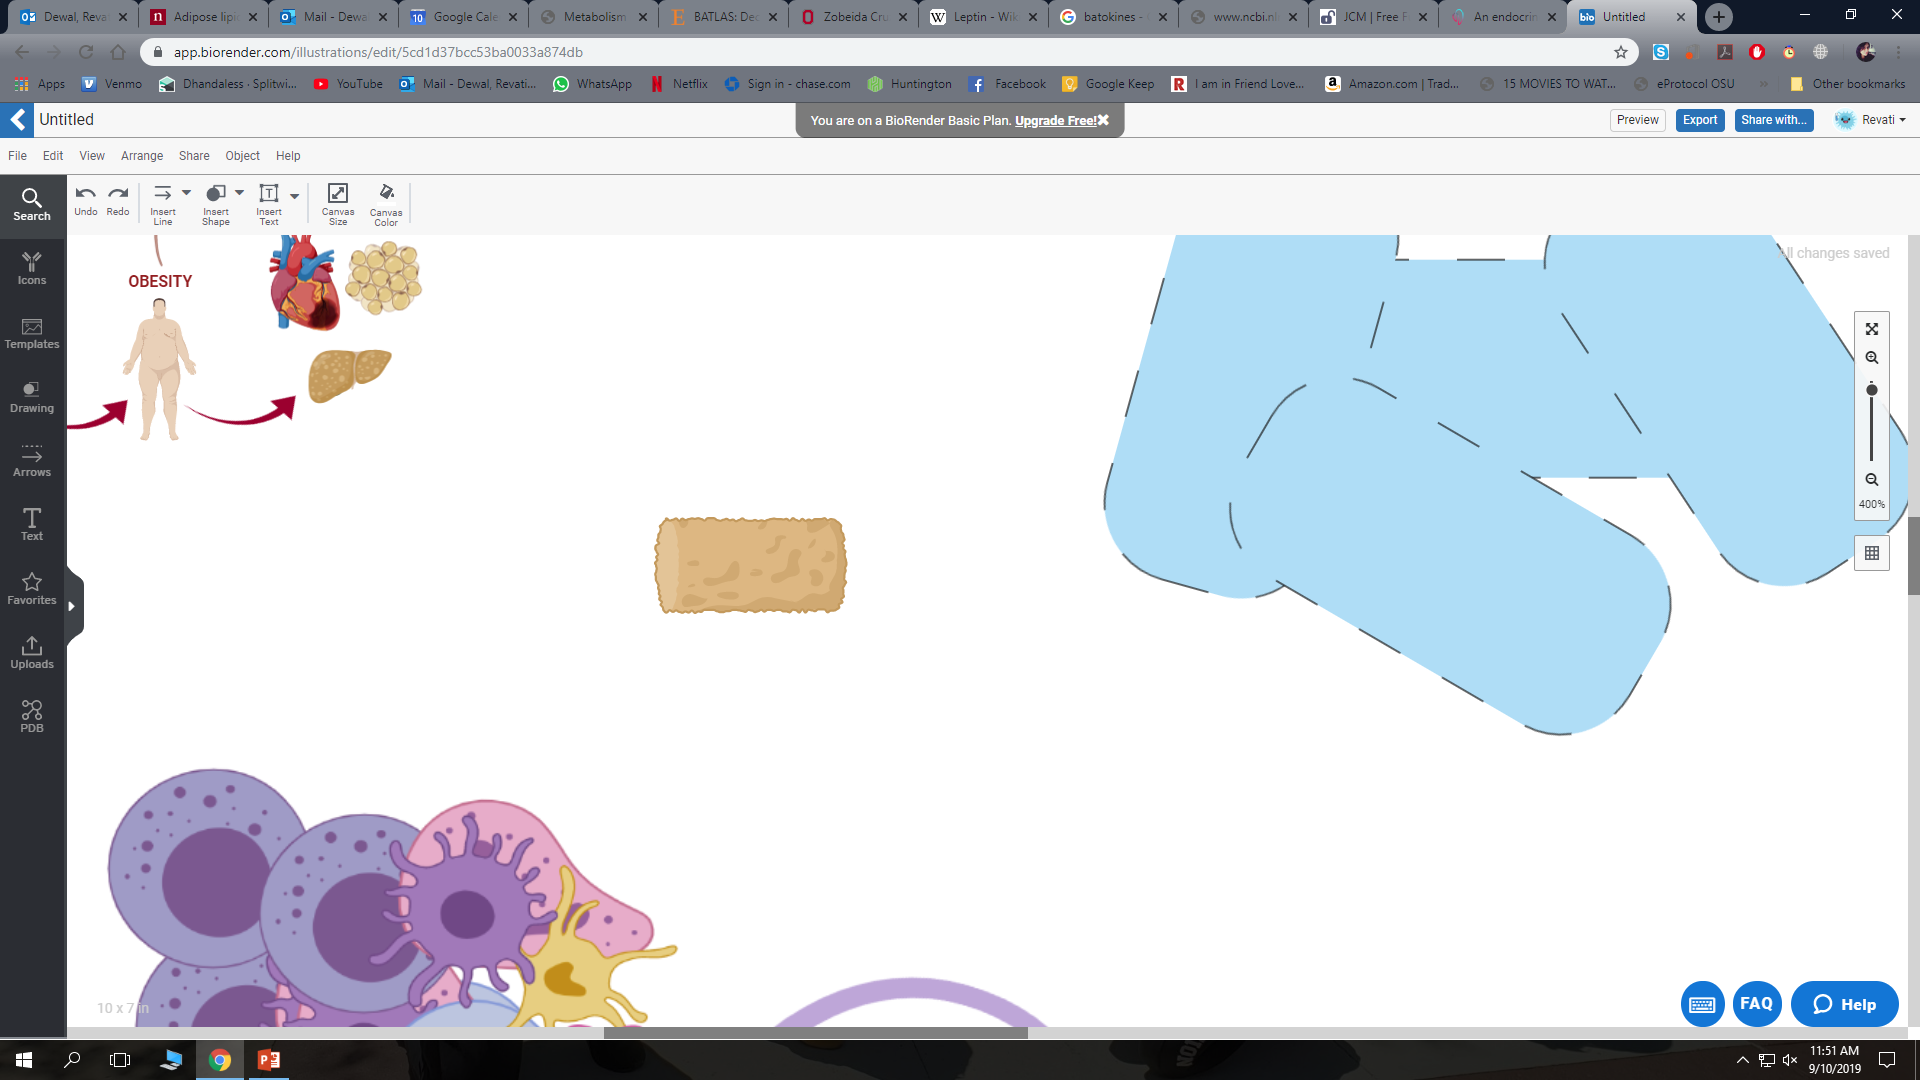 Dewal, Reva
Adipose lipi
Mail - Dewal
Google Cale
Metabolism
BATLAS: Dec
Zobeida Cru
Leptin - Wiki
batokines -
www.ncbi.nl
JCM | Free F
An endocrin
Untitled
app.biorender.com/illustrations/edit/5cd1d37bcc53ba0033a874db
Apps
Venmo
Dhandaless · Splitwi...
YouTube
Mail - Dewal, Revati...
WhatsApp
Netflix
Sign in - chase.com
Huntington
Facebook
Google Keep
I am in Friend Love...
Amazon.com | Trad...
15 MOVIES TO WAT...
eProtocol OSU
»
Other bookmarks
Untitled
You are on a BioRender Basic Plan. Upgrade Free!
Preview
Export
Share with...
Revati
File Edit View Arrange Share Object Help
Search
Undo
Redo
Insert
Line
Insert
Shape
Insert
Text
Canvas
Size
Canvas
Color
All changes saved
Icons
Templates
Drawing
Arrows
Text
Favorites
Uploads
PDB
OBESITY
400%
10 x 7 in
FAQ
Help
11:51 AM
9/10/2019